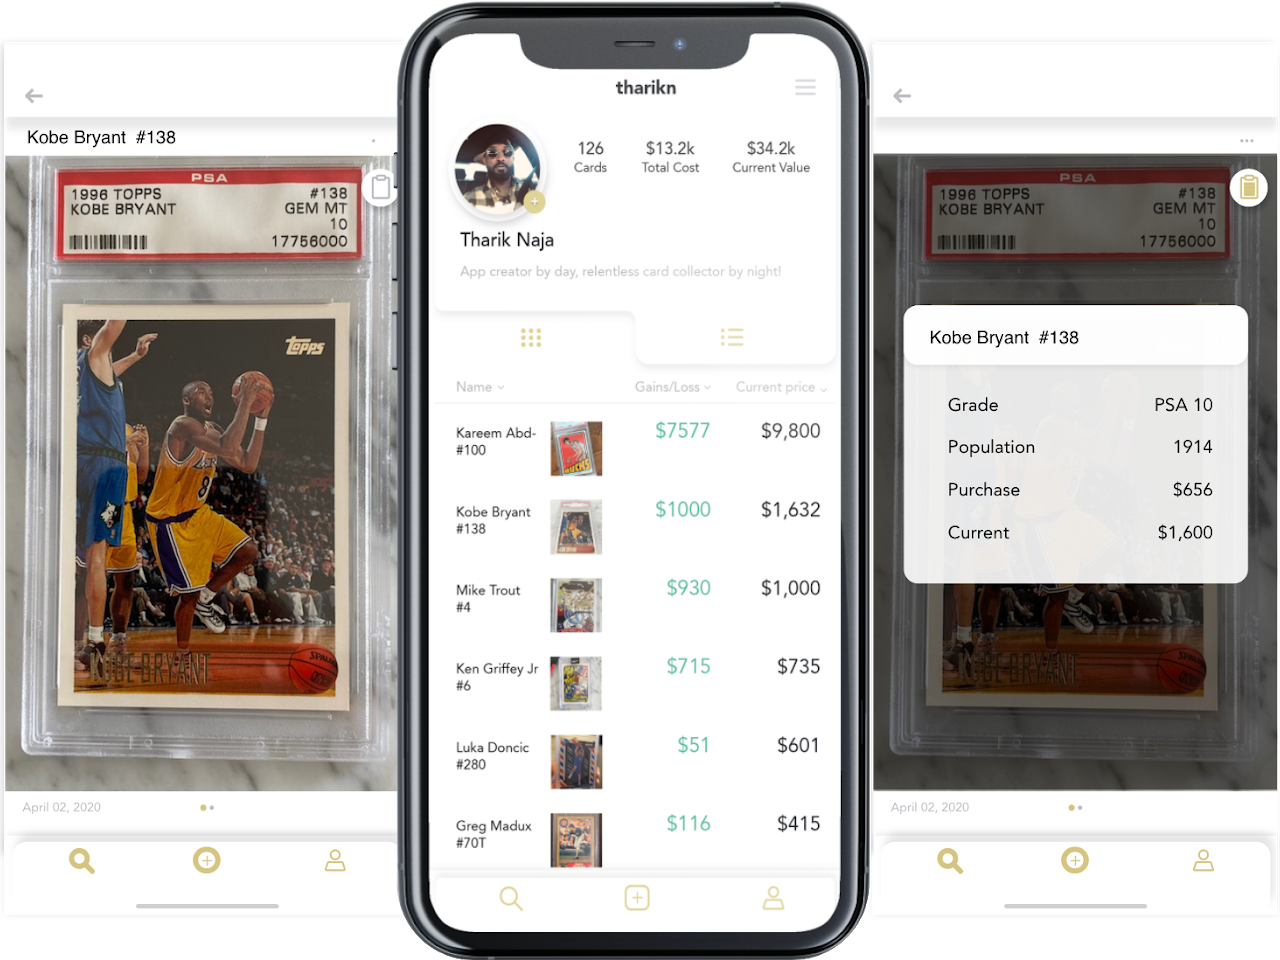 Kobe Bryant #138
PSA
1996 TOPPS #138
KOBE BRYANT GEM MT
10
17756000
topps
8
SPALDING
KOBE BRYANT
April 02, 2020
tharikn
126 $13.2k $34.2k
Cards Total Cost Current Value
Tharik Naja
App creator by day, relentless card collector by night!
Name Gains/Loss Current price
Kareem Abd- $7577 $9,800
#100
Kobe Bryant $1000 $1,632
#138
Mike Trout $930 $1,000
#4
Ken Griffey Jr $715 $735
#6
Luka Doncic $51 $601
#280
Greg Madux $116 $415
#70T
PSA
1996 TOPPS #138
KOBE BRYANT GEM MT
10
17756000
Kobe Bryant #138
Grade PSA 10
Population 1914
Purchase $656
Current $1,600
KOBE BRYANT
April 02, 2020